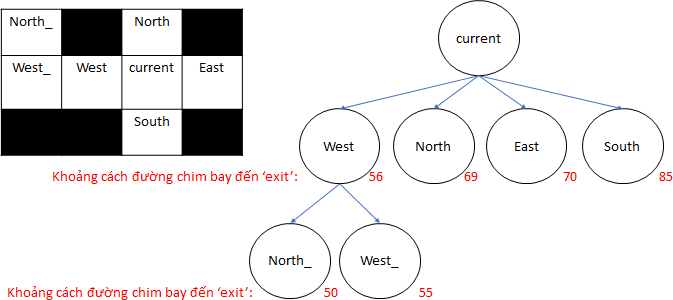 North_ North
West_ West current East
South
current
West North East South
Khoảng cách đường chim bay đến ‘exit’: 56 69 70 85
North_ West_
Khoảng cách đường chim bay đến ‘exit’: 50 55